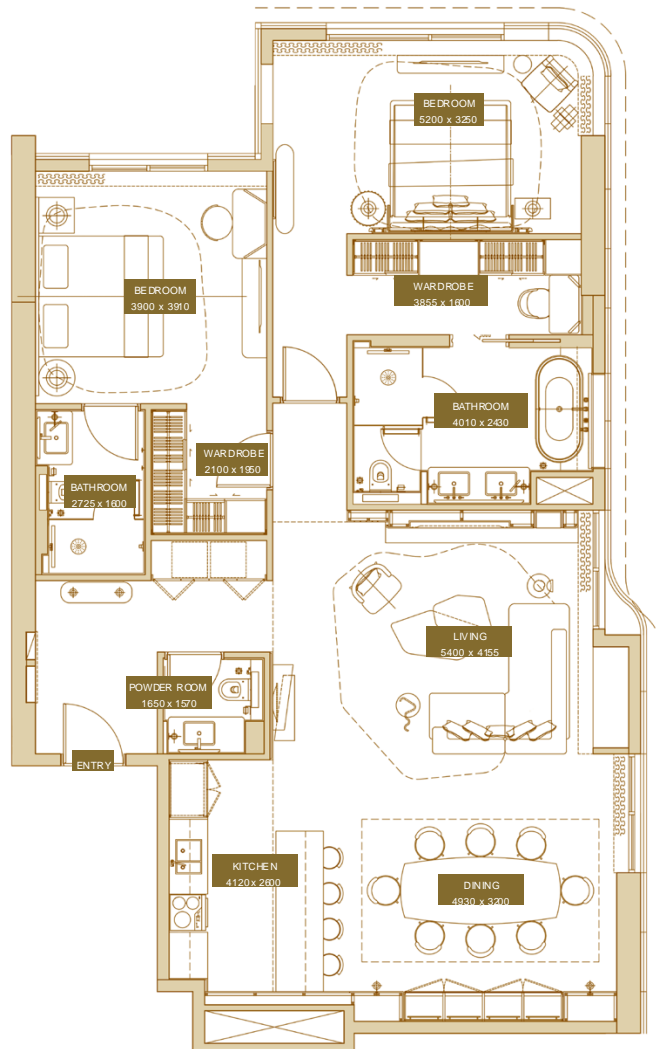 BEDROOM
5200 x 3250
BEDROOM
3900 x 3910
WARDROBE
3855 x 1600
BATHROOM
4010 x 2430
WARDROBE
2100 x 1950
BATHROOM
2725 x 1600
LIVING
5400 x 4155
POWDER ROOM
1650 x 1570
ENTRY
KITCHEN
4120 x 2600
DINING
4930 x 3200